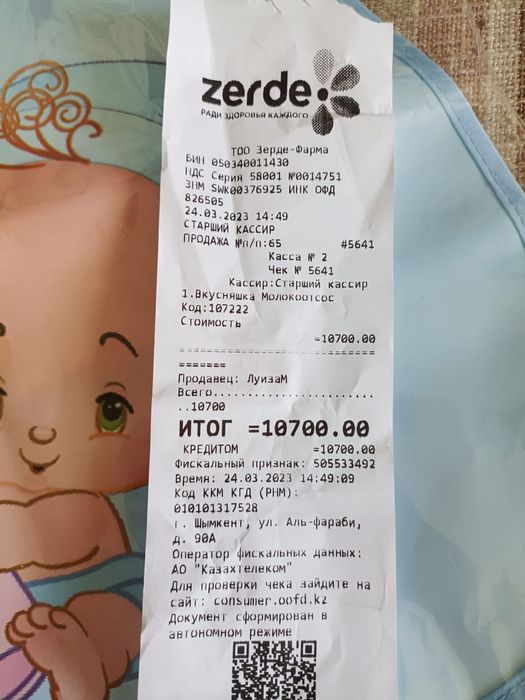 zerde
РАДИ ЗДОРОВЬЯ КАЖДОГО
ТОО Зерде-Фарма
БИН 050340011430
НДС Серия 58001 №0014751
ЗНМ SWK00376925 ИНК ОФД
826505
24.03.2023 14:49
СТАРШИЙ КАССИР
ПРОДАЖА №п/п:65 #5641
Касса № 2
Чек № 5641
Кассир:Старший кассир
1.Вкусняшка Молокоотсос
Код:107222
Стоимость
=10700.00
================================
=======
Продавец: ЛуизаМ
Всего........................
..10700
ИТОГ =10700.00
КРЕДИТОМ =10700.00
Фискальный признак: 505533492
Время: 24.03.2023 14:49:09
Код ККМ КГД (РНМ):
010101317528
г. Шымкент, ул. Аль-фараби,
д. 90А
Оператор фискальных данных:
АО "Казахтелеком"
Для проверки чека зайдите на
сайт: consumer.oofd.kz
Документ сформирован в
автономном режиме